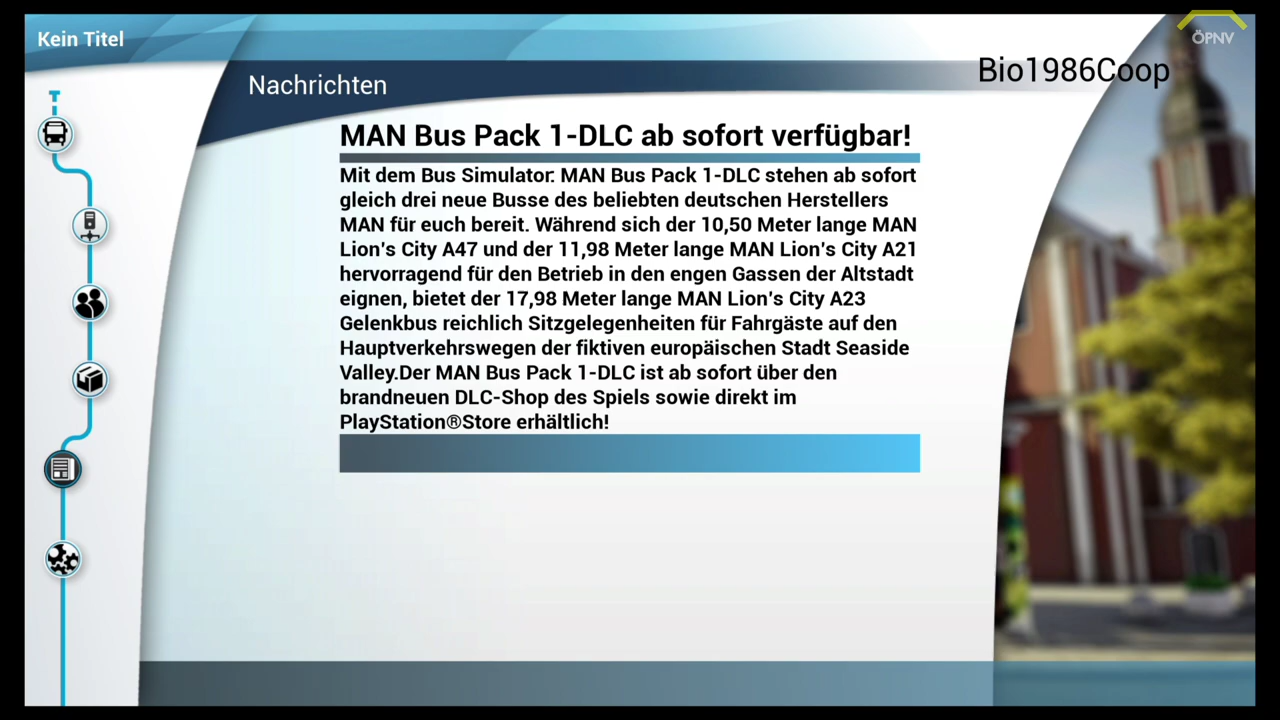 Kein Titel
ÖPNV
Bio1986Coop
Nachrichten
MAN Bus Pack 1-DLC ab sofort verfügbar!
Mit dem Bus Simulator: MAN Bus Pack 1-DLC stehen ab sofort
gleich drei neue Busse des beliebten deutschen Herstellers
MAN für euch bereit. Während sich der 10,50 Meter lange MAN
Lion's City A47 und der 11,98 Meter lange MAN Lion's City A21
hervorragend für den Betrieb in den engen Gassen der Altstadt
eignen, bietet der 17,98 Meter lange MAN Lion's City A23
Gelenkbus reichlich Sitzgelegenheiten für Fahrgäste auf den
Hauptverkehrswegen der fiktiven europäischen Stadt Seaside
Valley.Der MAN Bus Pack 1-DLC ist ab sofort über den
brandneuen DLC-Shop des Spiels sowie direkt im
PlayStation®Store erhältlich!